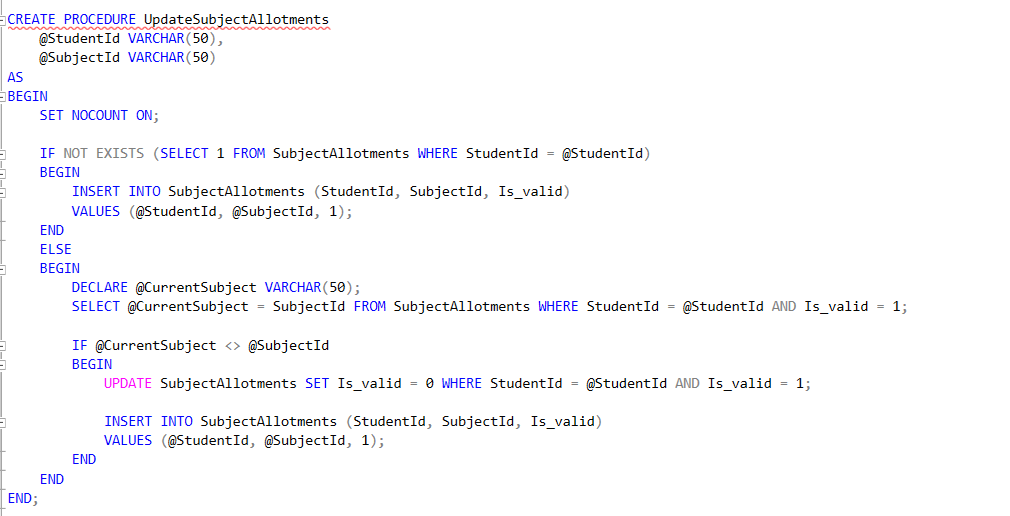 CREATE PROCEDURE UpdateSubjectAllotments
    @StudentId VARCHAR(50),
    @SubjectId VARCHAR(50)
AS
BEGIN
    SET NOCOUNT ON;
    IF NOT EXISTS (SELECT 1 FROM SubjectAllotments WHERE StudentId = @StudentId)
    BEGIN
        INSERT INTO SubjectAllotments (StudentId, SubjectId, Is_valid)
        VALUES (@StudentId, @SubjectId, 1);
    END
    ELSE
    BEGIN
        DECLARE @CurrentSubject VARCHAR(50);
        SELECT @CurrentSubject = SubjectId FROM SubjectAllotments WHERE StudentId = @StudentId AND Is_valid = 1;
        IF @CurrentSubject <> @SubjectId
        BEGIN
            UPDATE SubjectAllotments SET Is_valid = 0 WHERE StudentId = @StudentId AND Is_valid = 1;
            INSERT INTO SubjectAllotments (StudentId, SubjectId, Is_valid)
            VALUES (@StudentId, @SubjectId, 1);
        END
    END
END;